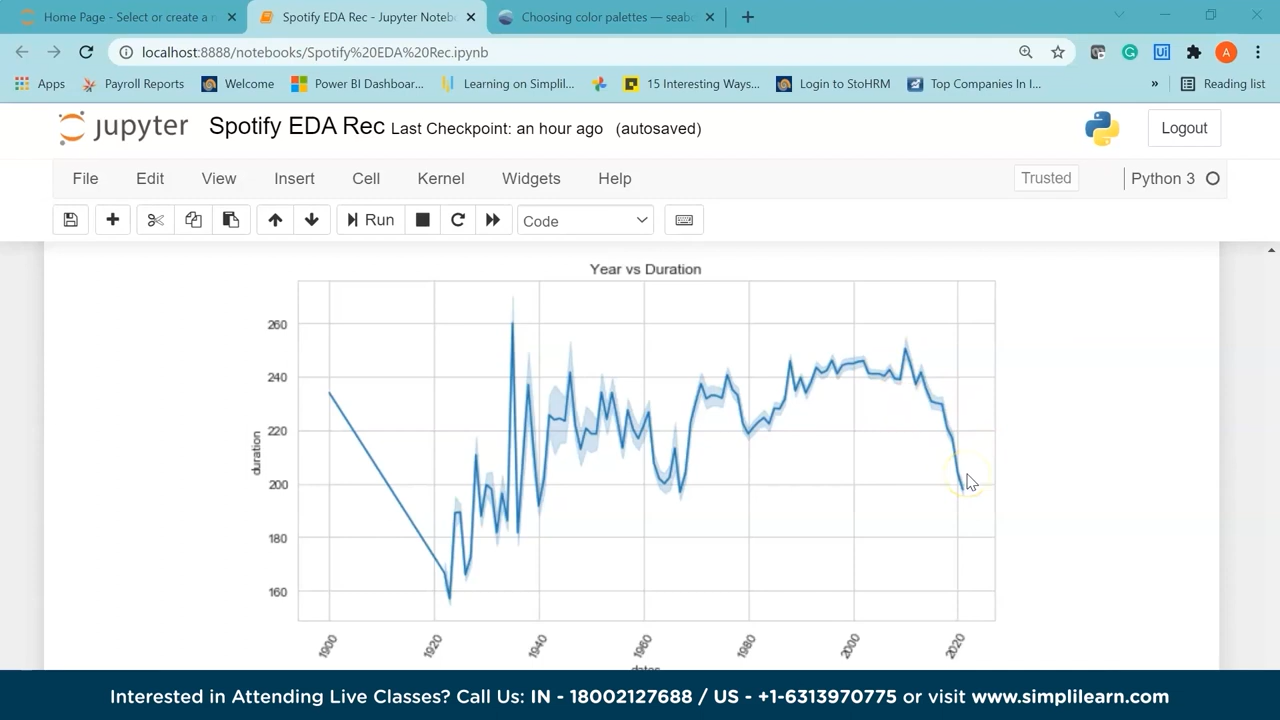 Home Page - Select or create a n
Spotify EDA Rec - Jupyter Notebo
Choosing color palettes — seab
localhost:8888/notebooks/Spotify%20EDA%20Rec.ipynb
A
Apps
Payroll Reports
Welcome
Power BI Dashboar...
Learning on Simplil...
15 Interesting Ways...
Login to StoHRM
Top Companies In I...
»
Reading list
jupyter
Spotify EDA Rec
Last Checkpoint: an hour ago
(autosaved)
Logout
File
Edit
View
Insert
Cell
Kernel
Widgets
Help
Trusted
Python 3
Run
Code
Year vs Duration
260
240
220
200
180
160
duration
1900
1920
1940
1960
1980
2000
2020
dates
Interested in Attending Live Classes? Call Us: IN - 18002127688 / US - +1-6313970775 or visit www.simplilearn.com